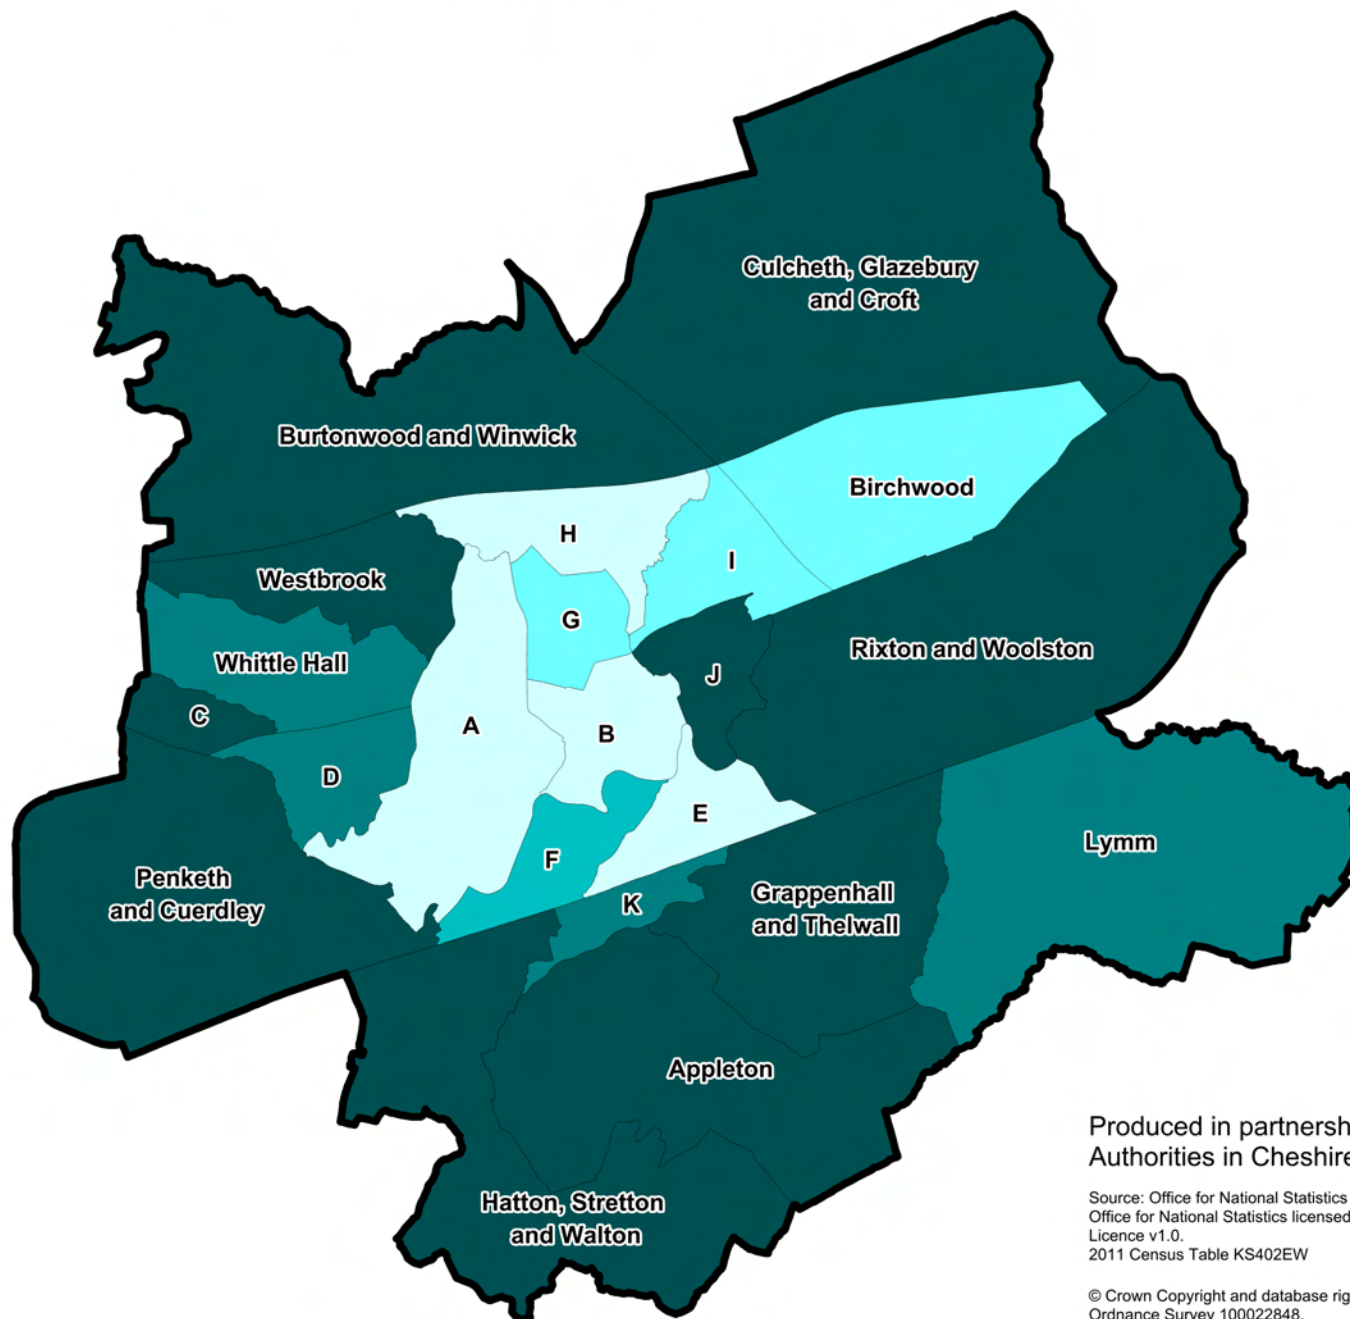 Culcheth, Glazebury
and Croft
Burtonwood and Winwick
Birchwood
H
I
Westbrook
G
Rixton and Woolston
Whittle Hall
J
C
A
B
D
E
Lymm
F
Penketh
and Cuerdley
Grappenhall
and Thelwall
K
Appleton
Hatton, Stretton
and Walton
Produced in partnersh
Authorities in Cheshire
Source: Office for National Statistics
Office for National Statistics licensed
Licence v1.0.
2011 Census Table KS402EW
© Crown Copyright and database rig
Ordnance Survey 100022848.